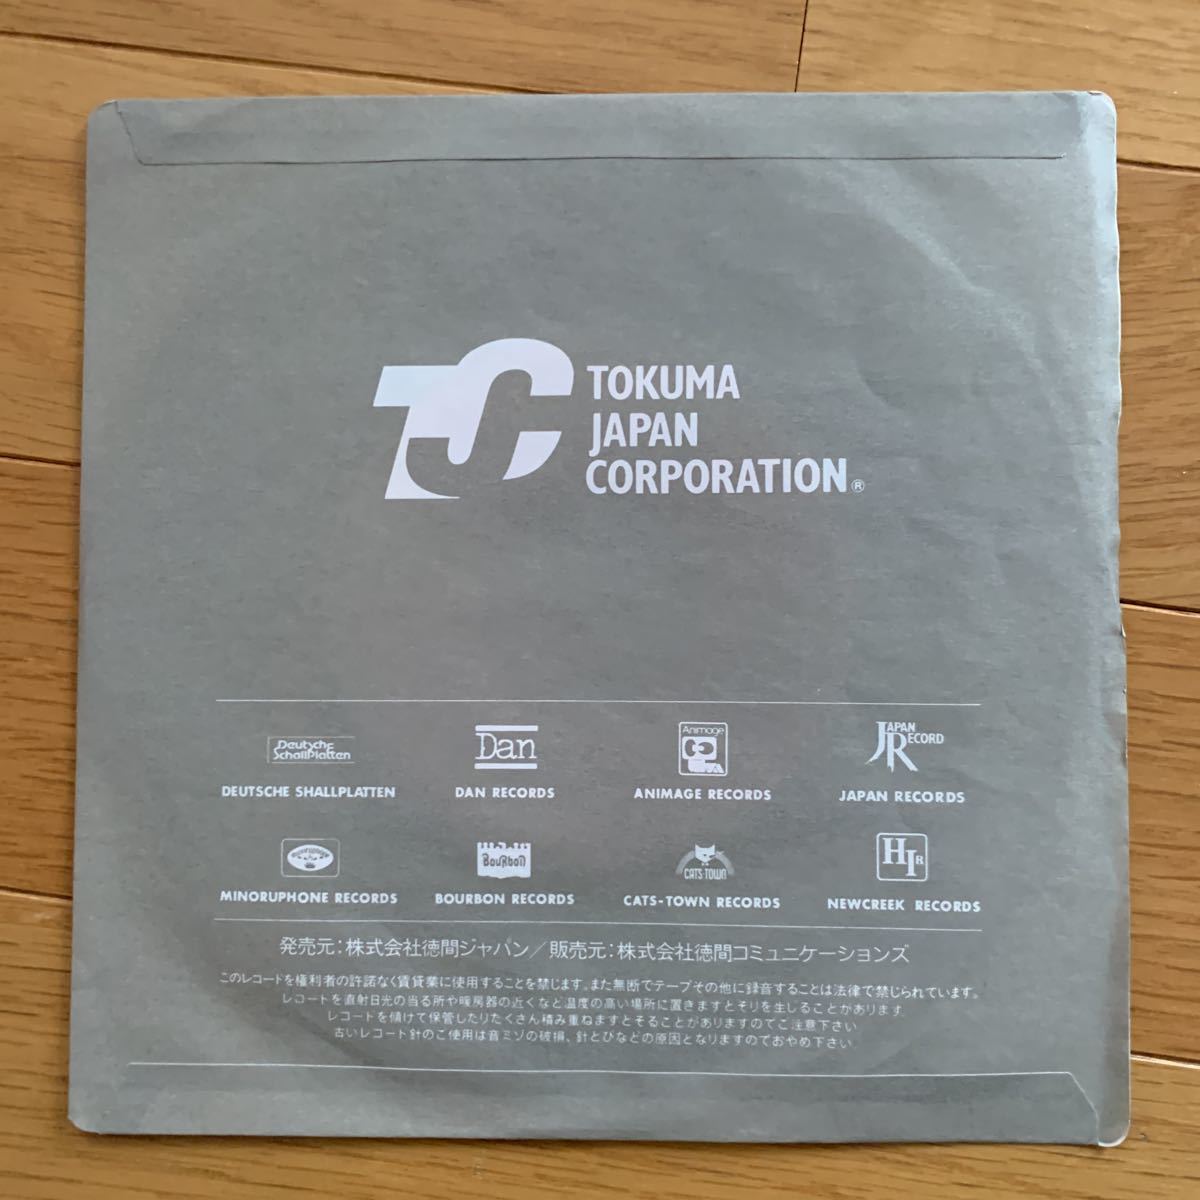 TJC
TOKUMA
JAPAN
CORPORATION®
Deutsche
Schallplatten
Dan
Animage
JAPAN
RECORD
DEUTSCHE SHALLPLATTEN
DAN RECORDS
ANIMAGE RECORDS
JAPAN RECORDS
BouRboN
CATS-TOWN
HIR
MINORUPHONE RECORDS
BOURBON RECORDS
CATS-TOWN RECORDS
NEWCREEK RECORDS
発売元:株式会社徳間ジャパン/販売元:株式会社徳間コミュニケーションズ
このレコードを権利者の許諾なく賃貸業に使用することを禁じます。また無断でテープその他に録音することは法律で禁じられています。
レコードを直射日光の当る所や暖房器の近くなど温度の高い場所に置きますとそりを生じることがあります。
レコードを傾けて保管したりたくさん積み重ねますとそることがありますのでご注意下さい
古いレコード針のご使用は音ミゾの破損、針とびなどの原因となりますのでおやめ下さい